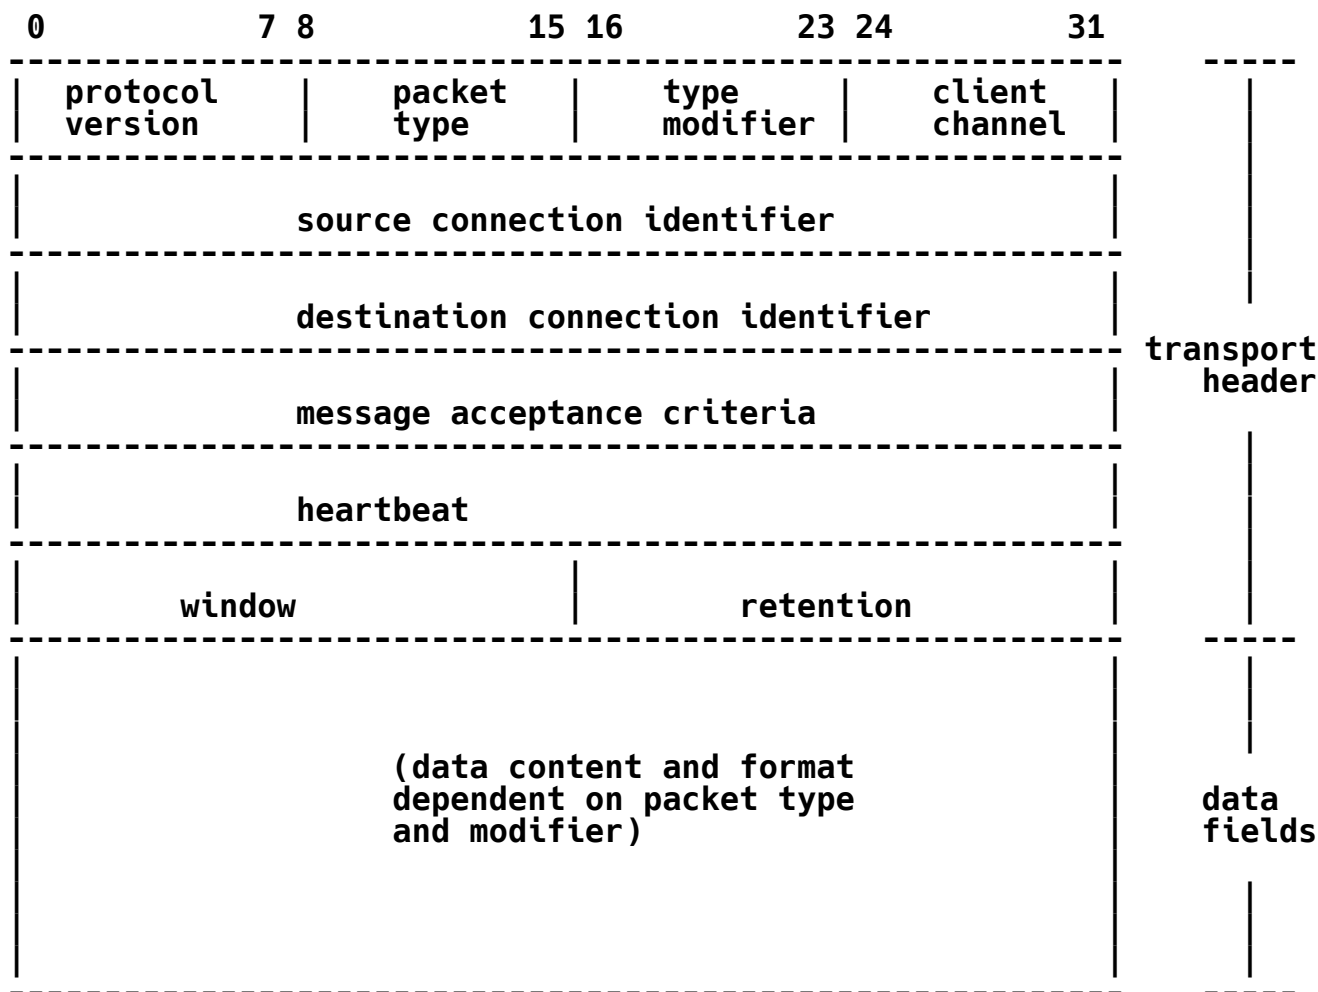 0 7 8 15 16 23 24 31
protocol packet type client
version type modifier channel
source connection identifier
destination connection identifier
transport
header
message acceptance criteria
heartbeat
window retention
(data content and format
dependent on packet type data
and modifier) fields